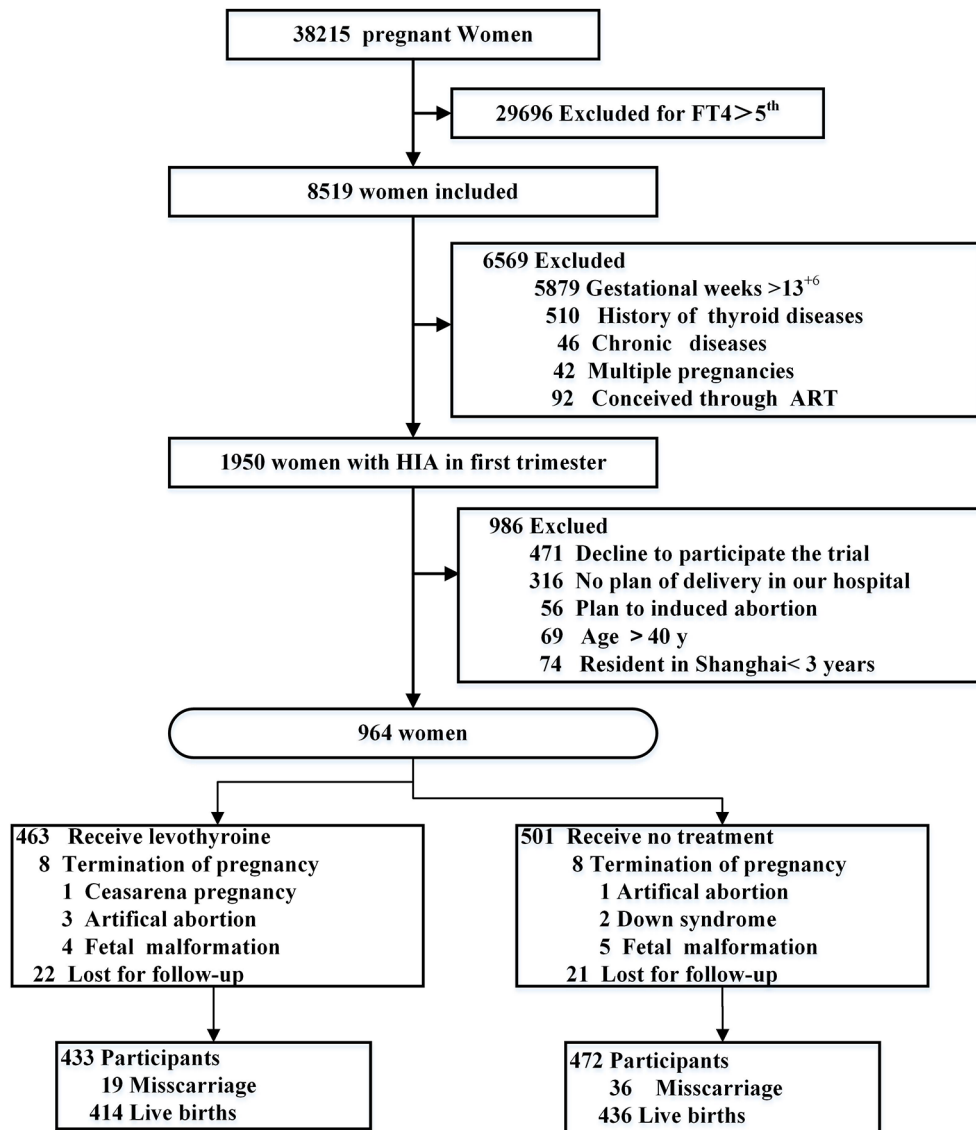 38215 pregnant Women
29696 Excluded for FT4＞5th
8519 women included
6569 Excluded
5879 Gestational weeks >13+6
510 History of thyroid diseases
46 Chronic diseases
42 Multiple pregnancies
92 Conceived through ART
1950 women with HIA in first trimester
986 Exclued
471 Decline to participate the trial
316 No plan of delivery in our hospital
56 Plan to induced abortion
69 Age > 40 y
74 Resident in Shanghai< 3 years
964 women
463 Receive levothyroine
8 Termination of pregnancy
1 Ceasarena pregnancy
3 Artifical abortion
4 Fetal malformation
22 Lost for follow-up
501 Receive no treatment
8 Termination of pregnancy
1 Artifical abortion
2 Down syndrome
5 Fetal malformation
21 Lost for follow-up
433 Participants
19 Misscarriage
414 Live births
472 Participants
36 Misscarriage
436 Live births